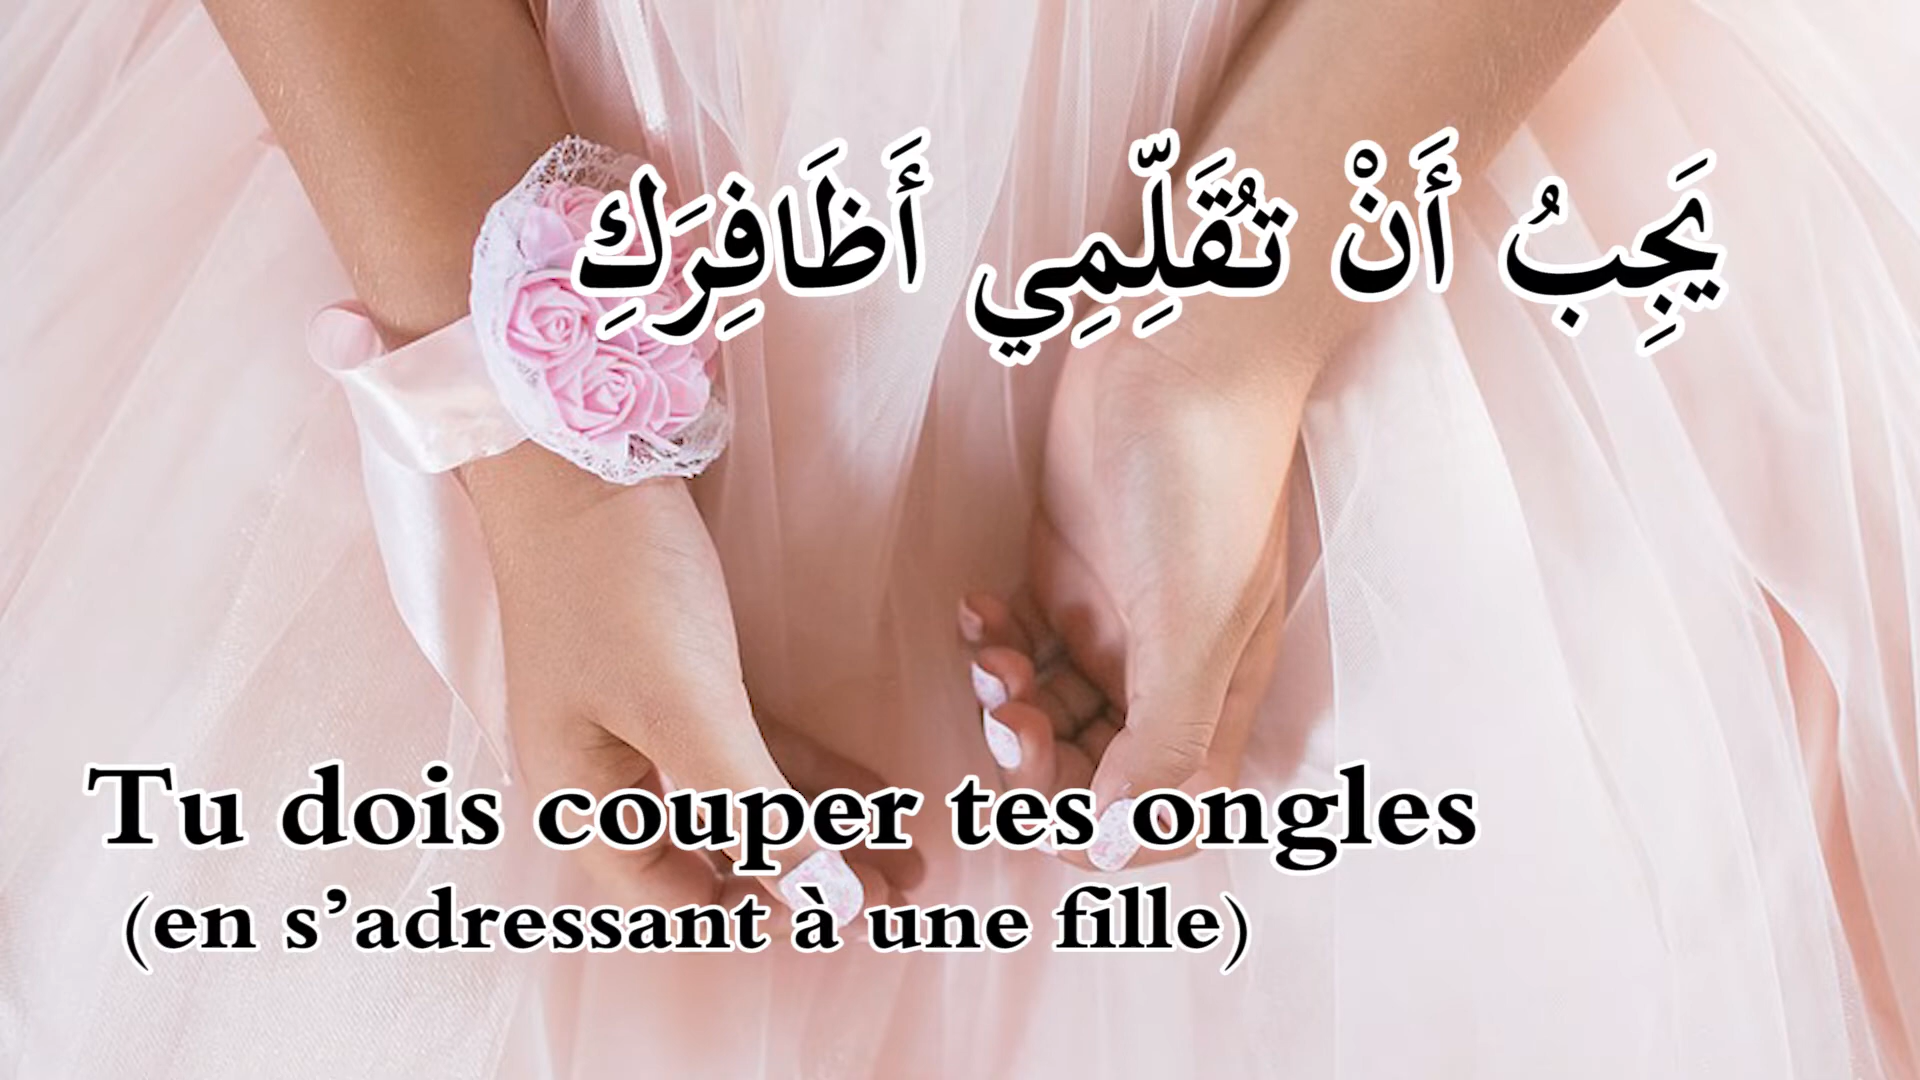 يَجِبُ أَنْ تُقَلِّمِي أَظَافِرَكِ
Tu dois couper tes ongles
(en s’adressant à une fille)